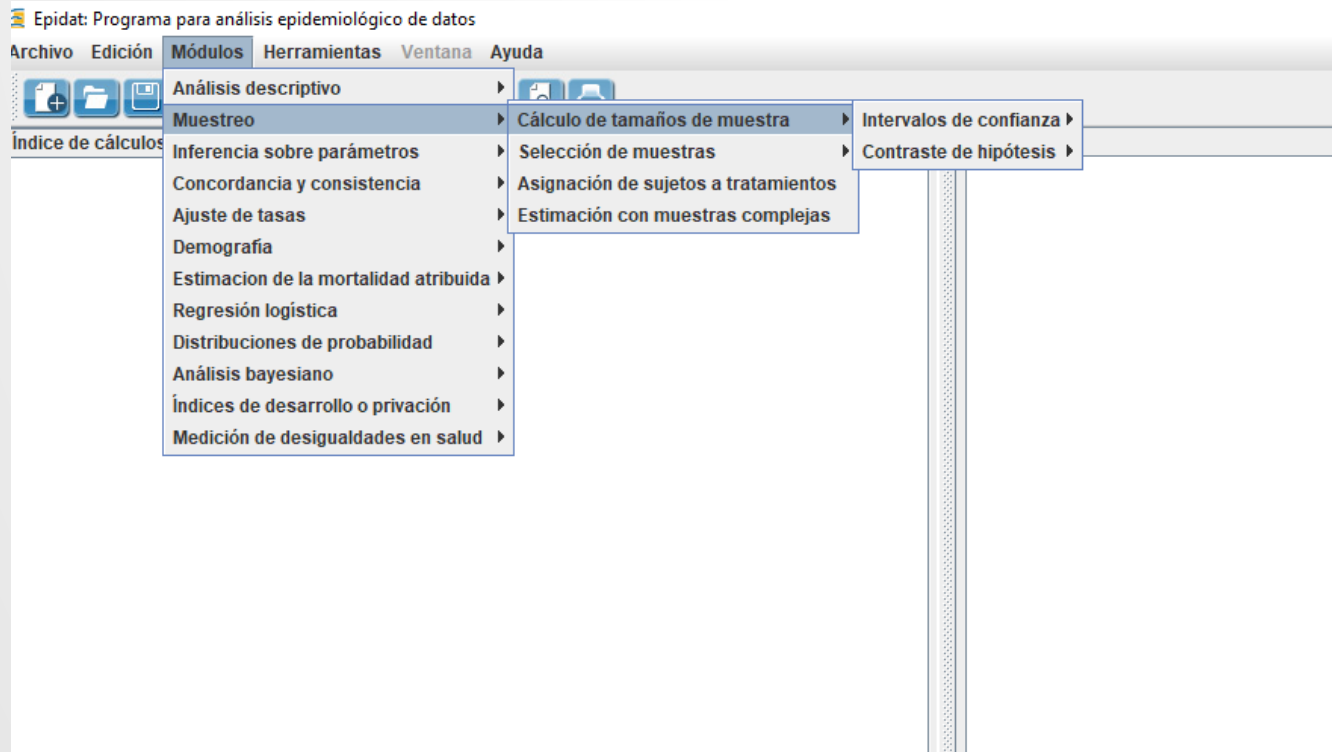 Epidat: Programa para análisis epidemiológico de datos
Archivo Edición Módulos Herramientas Ventana Ayuda
Índice de cálculos
Análisis descriptivo
Muestreo
Inferencia sobre parámetros
Concordancia y consistencia
Ajuste de tasas
Demografía
Estimacion de la mortalidad atribuida
Regresión logística
Distribuciones de probabilidad
Análisis bayesiano
Índices de desarrollo o privación
Medición de desigualdades en salud
Cálculo de tamaños de muestra
Selección de muestras
Asignación de sujetos a tratamientos
Estimación con muestras complejas
Intervalos de confianza
Contraste de hipótesis